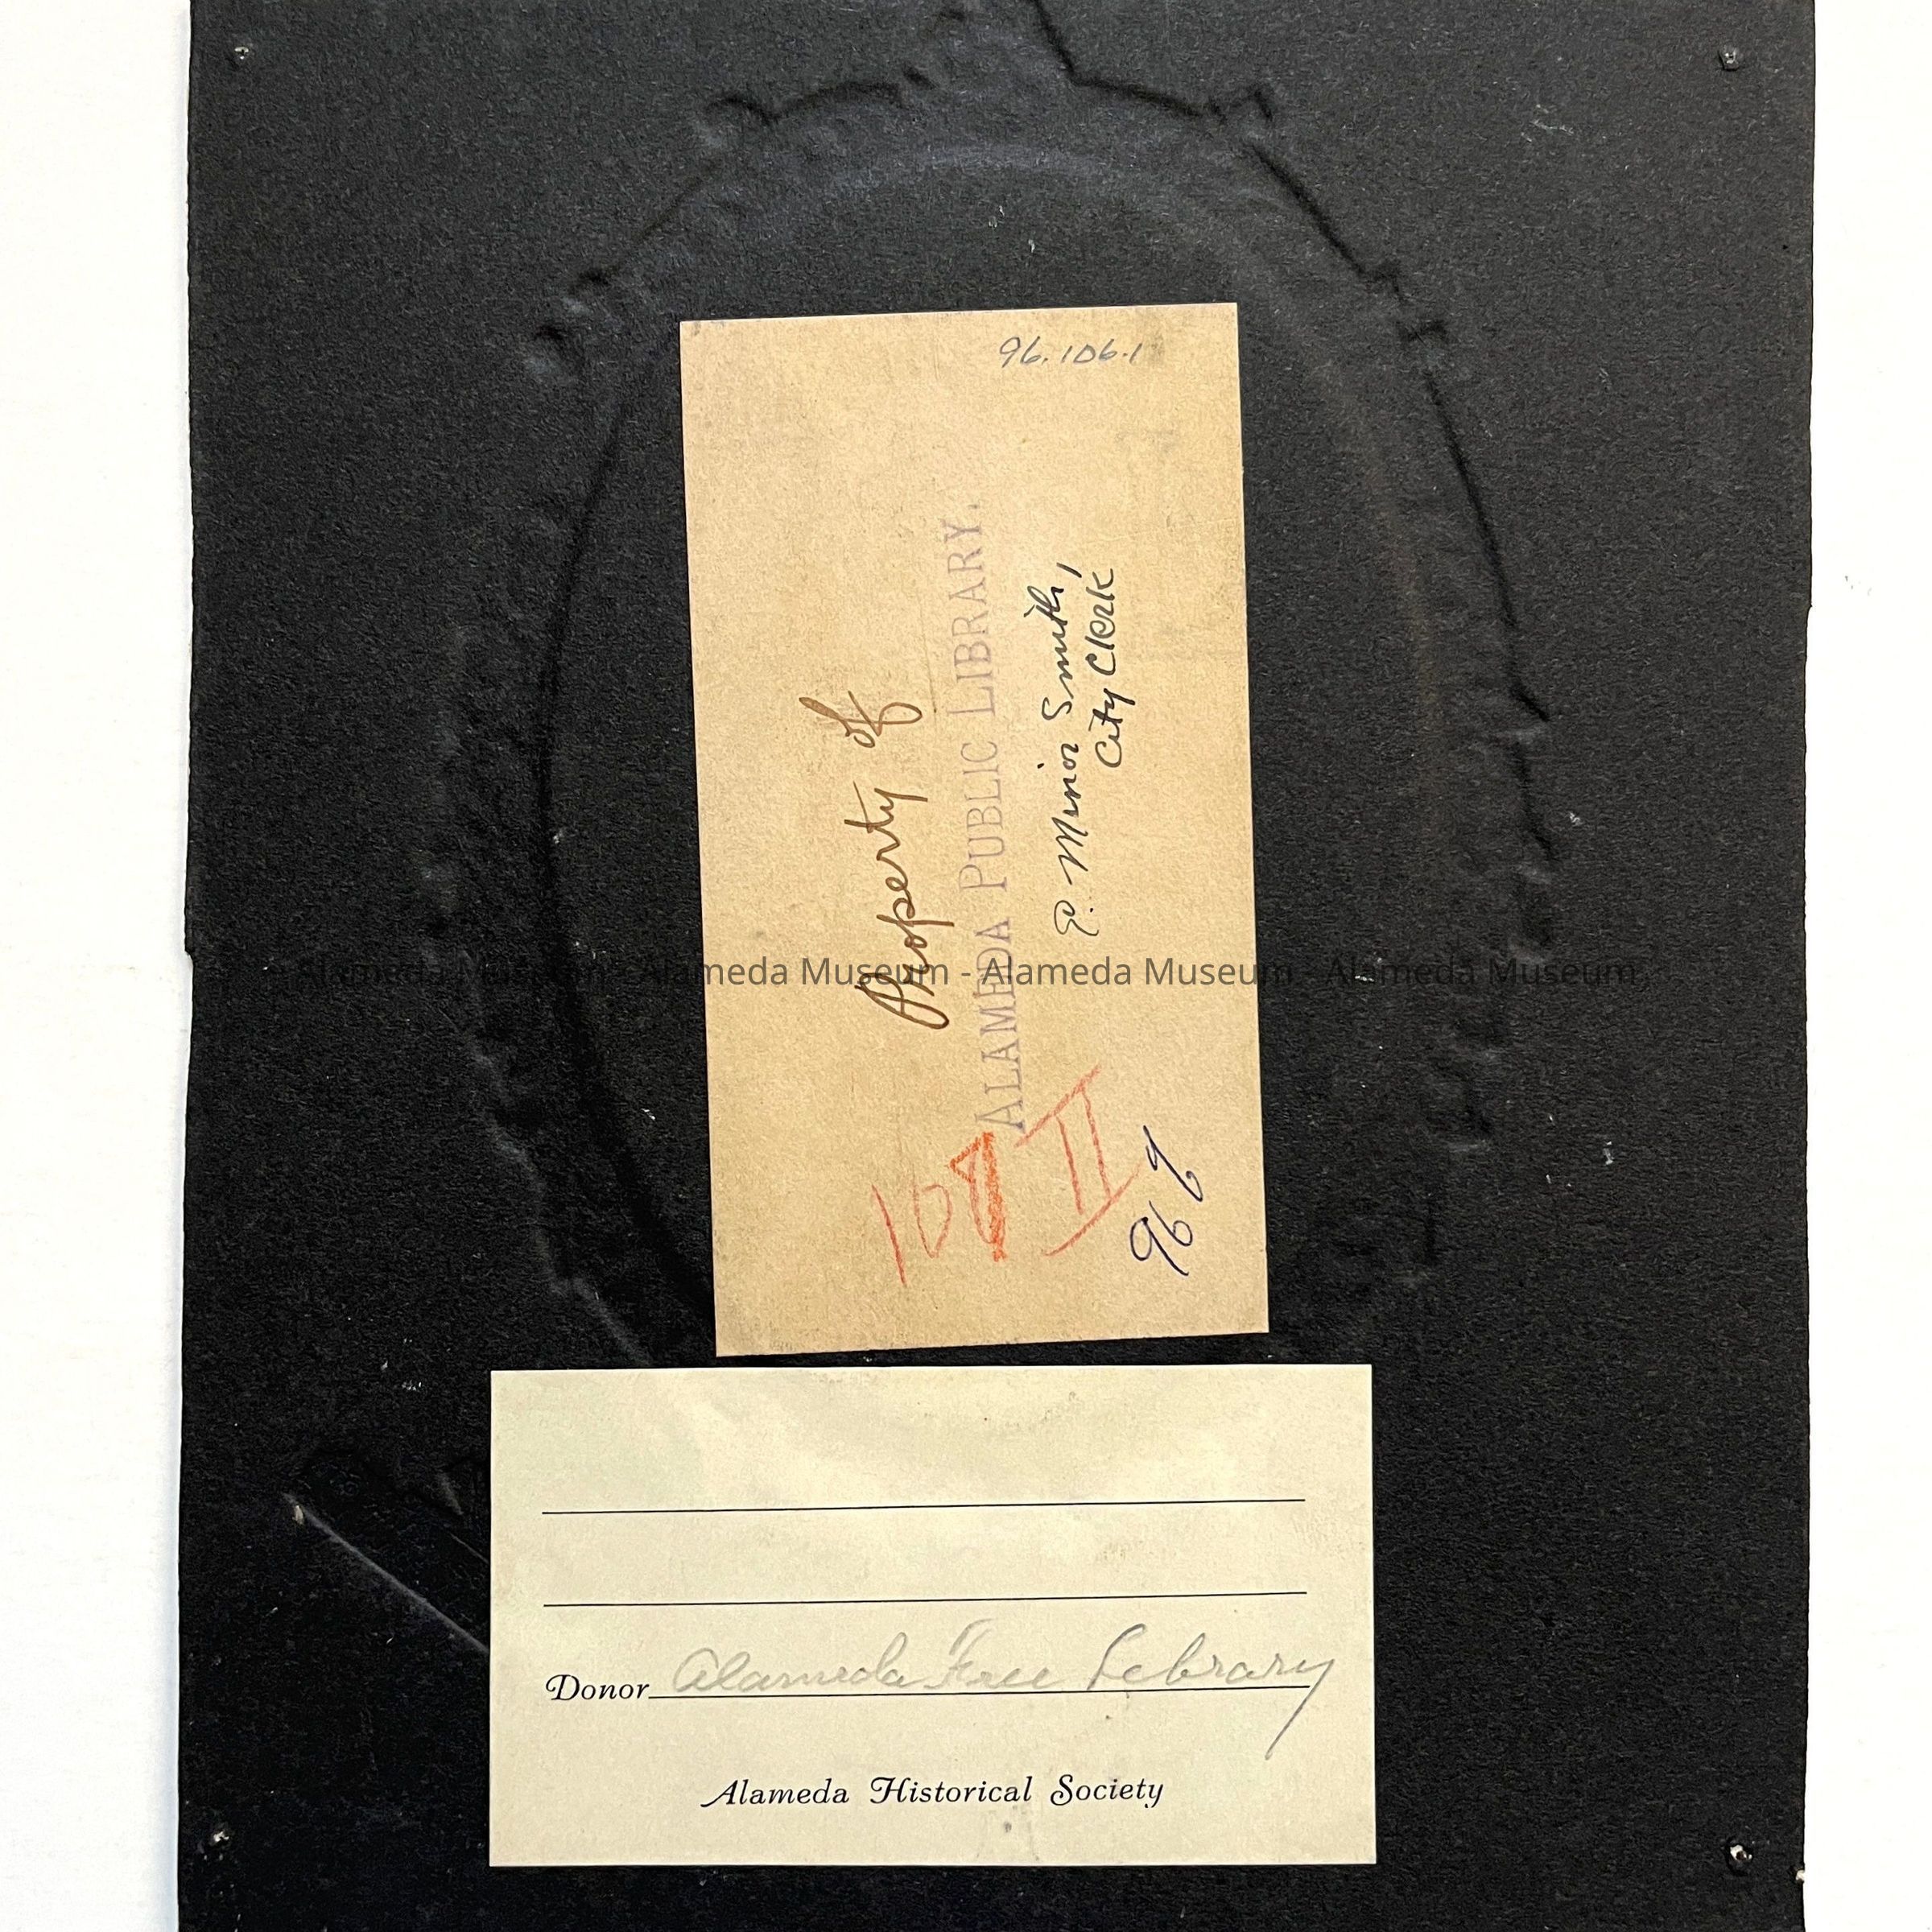 96.106.1
Property of
ALAMEDA PUBLIC LIBRARY.
E. Minor Smith,
City Clerk
II
96
Donor Alameda Free Library
Alameda Historical Society
Alameda Museum - Alameda Museum - Alameda Museum - Alameda Museum